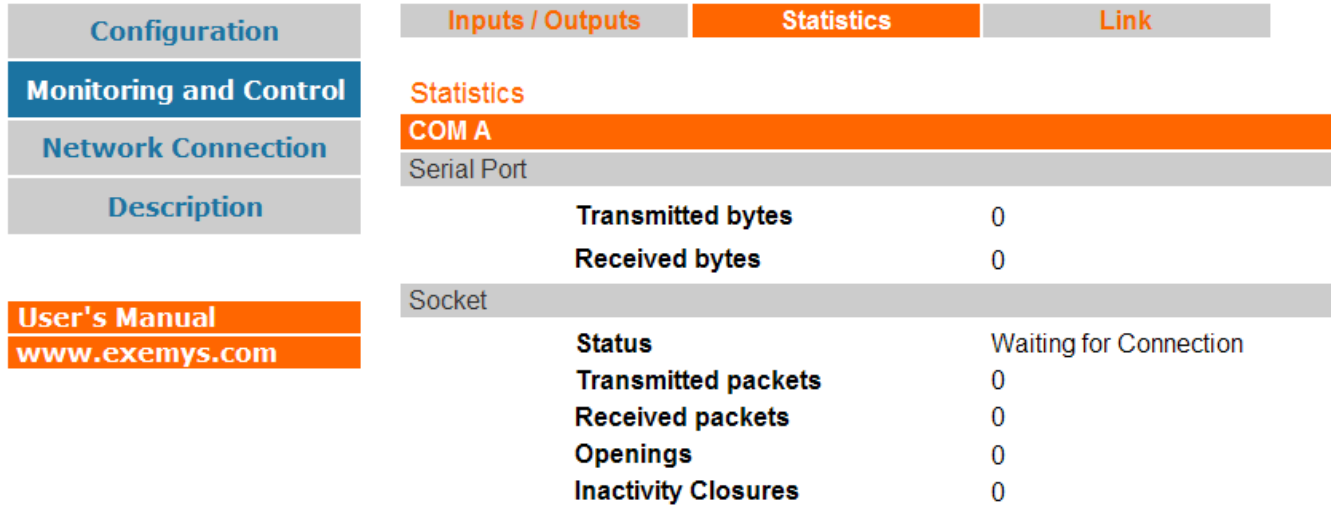 Configuration
Monitoring and Control
Network Connection
Description
User's Manual
www.exemys.com
Inputs / Outputs Statistics Link
Statistics
COM A
Serial Port
Transmitted bytes 0
Received bytes 0
Socket
Status Waiting for Connection
Transmitted packets 0
Received packets 0
Openings 0
Inactivity Closures 0